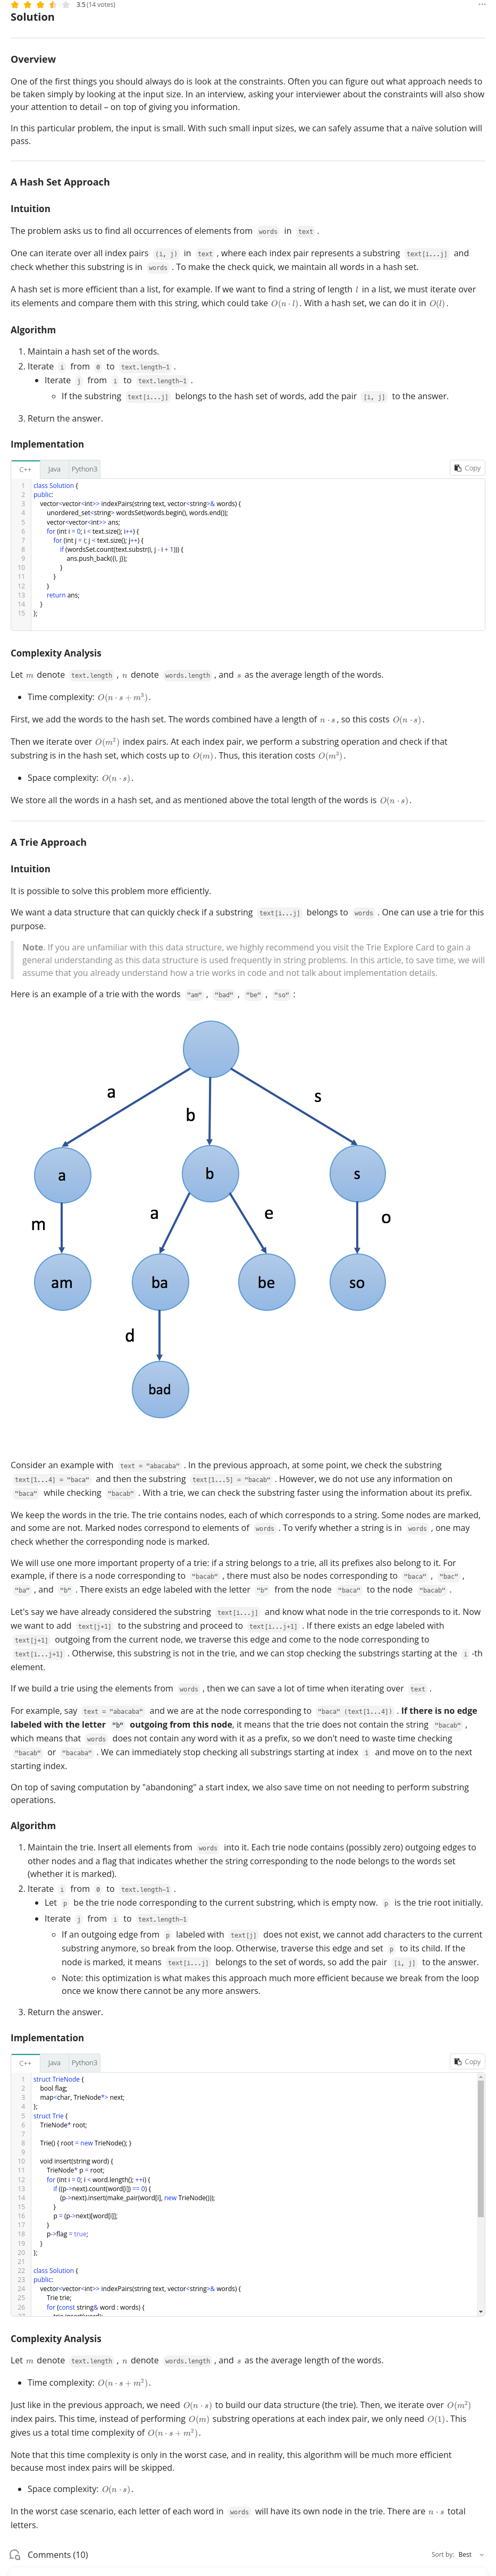 3.5 (14 votes)
Solution
Overview
One of the first things you should always do is look at the constraints. Often you can figure out what approach needs to
be taken simply by looking at the input size. In an interview, asking your interviewer about the constraints will also show
your attention to detail – on top of giving you information.
In this particular problem, the input is small. With such small input sizes, we can safely assume that a naïve solution will
pass.
A Hash Set Approach
Intuition
The problem asks us to find all occurrences of elements from words in text .
One can iterate over all index pairs (i, j) in text , where each index pair represents a substring text[i...j] and
check whether this substring is in words . To make the check quick, we maintain all words in a hash set.
A hash set is more efficient than a list, for example. If we want to find a string of length l in a list, we must iterate over
its elements and compare them with this string, which could take O(n · l). With a hash set, we can do it in O(l).
Algorithm
1. Maintain a hash set of the words.
2. Iterate i from 0 to text.length−1 .
• Iterate j from i to text.length−1 .
◦ If the substring text[i...j] belongs to the hash set of words, add the pair [i, j] to the answer.
3. Return the answer.
Implementation
C++ Java Python3 Copy
1 class Solution {
2 public:
3 vector<vector<int>> indexPairs(string text, vector<string>& words) {
4 unordered_set<string> wordsSet(words.begin(), words.end());
5 vector<vector<int>> ans;
6 for (int i = 0; i < text.size(); i++) {
7 for (int j = i; j < text.size(); j++) {
8 if (wordsSet.count(text.substr(i, j - i + 1))) {
9 ans.push_back({i, j});
10 }
11 }
12 }
13 return ans;
14 }
15 };
Complexity Analysis
Let m denote text.length , n denote words.length , and s as the average length of the words.
• Time complexity: O(n · s + m³).
First, we add the words to the hash set. The words combined have a length of n · s, so this costs O(n · s).
Then we iterate over O(m²) index pairs. At each index pair, we perform a substring operation and check if that
substring is in the hash set, which costs up to O(m). Thus, this iteration costs O(m³).
• Space complexity: O(n · s).
We store all the words in a hash set, and as mentioned above the total length of the words is O(n · s).
A Trie Approach
Intuition
It is possible to solve this problem more efficiently.
We want a data structure that can quickly check if a substring text[i...j] belongs to words . One can use a trie for this
purpose.
Note. If you are unfamiliar with this data structure, we highly recommend you visit the Trie Explore Card to gain a
general understanding as this data structure is used frequently in string problems. In this article, to save time, we will
assume that you already understand how a trie works in code and not talk about implementation details.
Here is an example of a trie with the words "am" , "bad" , "be" , "so" :
a
b
s
a
b
s
m
a
e
o
am
ba
be
so
d
bad
Consider an example with text = "abacaba" . In the previous approach, at some point, we check the substring
text[1...4] = "baca" and then the substring text[1...5] = "bacab" . However, we do not use any information on
"baca" while checking "bacab" . With a trie, we can check the substring faster using the information about its prefix.
We keep the words in the trie. The trie contains nodes, each of which corresponds to a string. Some nodes are marked,
and some are not. Marked nodes correspond to elements of words . To verify whether a string is in words , one may
check whether the corresponding node is marked.
We will use one more important property of a trie: if a string belongs to a trie, all its prefixes also belong to it. For
example, if there is a node corresponding to "bacab" , there must also be nodes corresponding to "baca" , "bac" ,
"ba" , and "b" . There exists an edge labeled with the letter "b" from the node "baca" to the node "bacab" .
Let's say we have already considered the substring text[i...j] and know what node in the trie corresponds to it. Now
we want to add text[j+1] to the substring and proceed to text[i...j+1] . If there exists an edge labeled with
text[j+1] outgoing from the current node, we traverse this edge and come to the node corresponding to
text[i...j+1] . Otherwise, this substring is not in the trie, and we can stop checking the substrings starting at the i -th
element.
If we build a trie using the elements from words , then we can save a lot of time when iterating over text .
For example, say text = "abacaba" and we are at the node corresponding to "baca" (text[1...4]) . If there is no edge
labeled with the letter "b" outgoing from this node, it means that the trie does not contain the string "bacab" ,
which means that words does not contain any word with it as a prefix, so we don't need to waste time checking
"bacab" or "bacaba" . We can immediately stop checking all substrings starting at index 1 and move on to the next
starting index.
On top of saving computation by "abandoning" a start index, we also save time on not needing to perform substring
operations.
Algorithm
1. Maintain the trie. Insert all elements from words into it. Each trie node contains (possibly zero) outgoing edges to
other nodes and a flag that indicates whether the string corresponding to the node belongs to the words set
(whether it is marked).
2. Iterate i from 0 to text.length−1 .
• Let p be the trie node corresponding to the current substring, which is empty now. p is the trie root initially.
• Iterate j from i to text.length−1
◦ If an outgoing edge from p labeled with text[j] does not exist, we cannot add characters to the current
substring anymore, so break from the loop. Otherwise, traverse this edge and set p to its child. If the
node is marked, it means text[i...j] belongs to the set of words, so add the pair [i, j] to the answer.
◦ Note: this optimization is what makes this approach much more efficient because we break from the loop
once we know there cannot be any more answers.
3. Return the answer.
Implementation
C++ Java Python3 Copy
1 struct TrieNode {
2 bool flag;
3 map<char, TrieNode*> next;
4 };
5 struct Trie {
6 TrieNode* root;
7
8 Trie() { root = new TrieNode(); }
9
10 void insert(string word) {
11 TrieNode* p = root;
12 for (int i = 0; i < word.length(); ++i) {
13 if ((p->next).count(word[i]) == 0) {
14 (p->next).insert(make_pair(word[i], new TrieNode()));
15 }
16 p = (p->next)[word[i]];
17 }
18 p->flag = true;
19 }
20 };
21
22 class Solution {
23 public:
24 vector<vector<int>> indexPairs(string text, vector<string>& words) {
25 Trie trie;
26 for (const string& word : words) {
Complexity Analysis
Let m denote text.length , n denote words.length , and s as the average length of the words.
• Time complexity: O(n · s + m²).
Just like in the previous approach, we need O(n · s) to build our data structure (the trie). Then, we iterate over O(m²)
index pairs. This time, instead of performing O(m) substring operations at each index pair, we only need O(1). This
gives us a total time complexity of O(n · s + m²).
Note that this time complexity is only in the worst case, and in reality, this algorithm will be much more efficient
because most index pairs will be skipped.
• Space complexity: O(n · s).
In the worst case scenario, each letter of each word in words will have its own node in the trie. There are n · s total
letters.
Comments (10) Sort by: Best